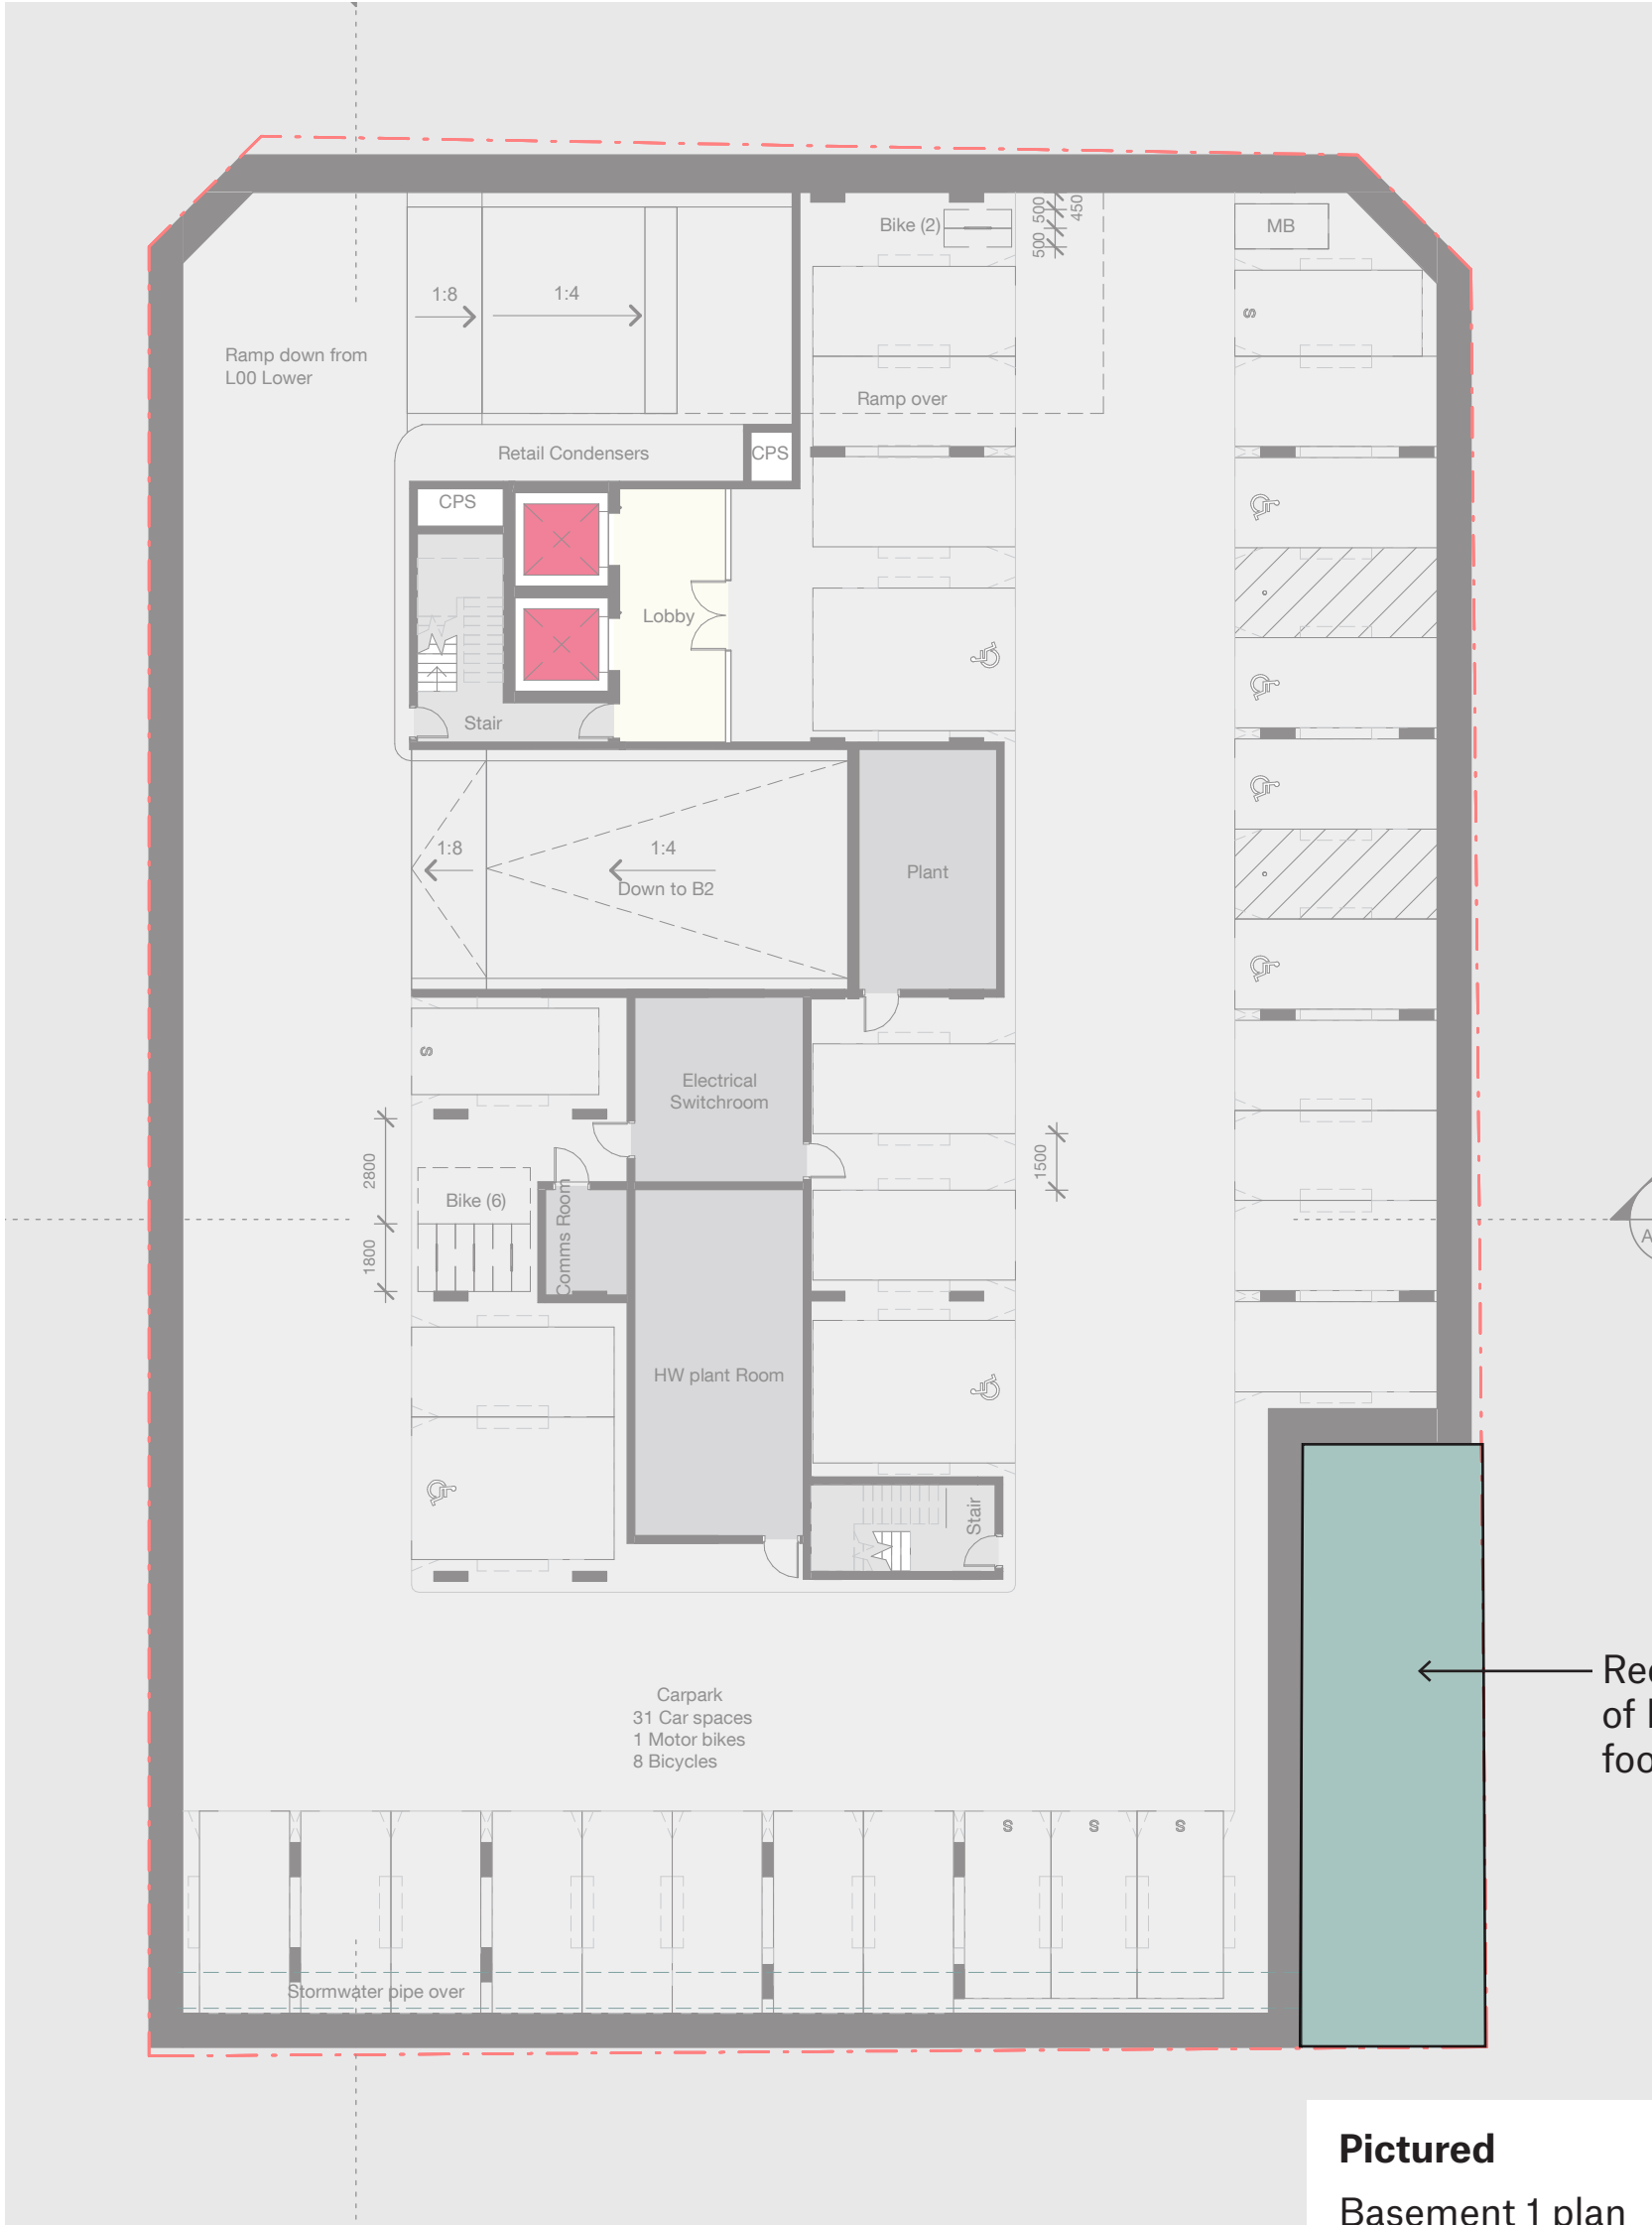 Bike (2)
500
500
450
MB
1:8
1:4
S
Ramp down from
L00 Lower
Ramp over
Retail Condensers
CPS
CPS
Lobby
Stair
1:8
1:4
Down to B2
Plant
S
Electrical
Switchroom
2800
1500
Bike (6)
Comms Room
1800
A
HW plant Room
Stair
Carpark
31 Car spaces
1 Motor bikes
8 Bicycles
S
S
S
Stormwater pipe over
Pictured
Basement 1 plan